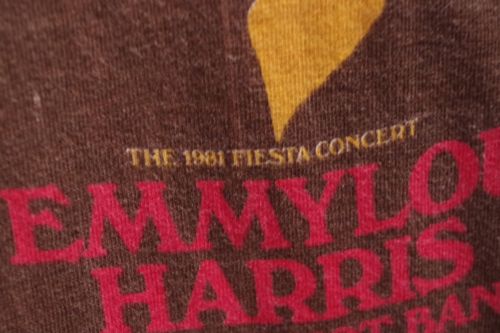 THE 1981 FIESTA CONCERT
EMMYLOU
HARRIS